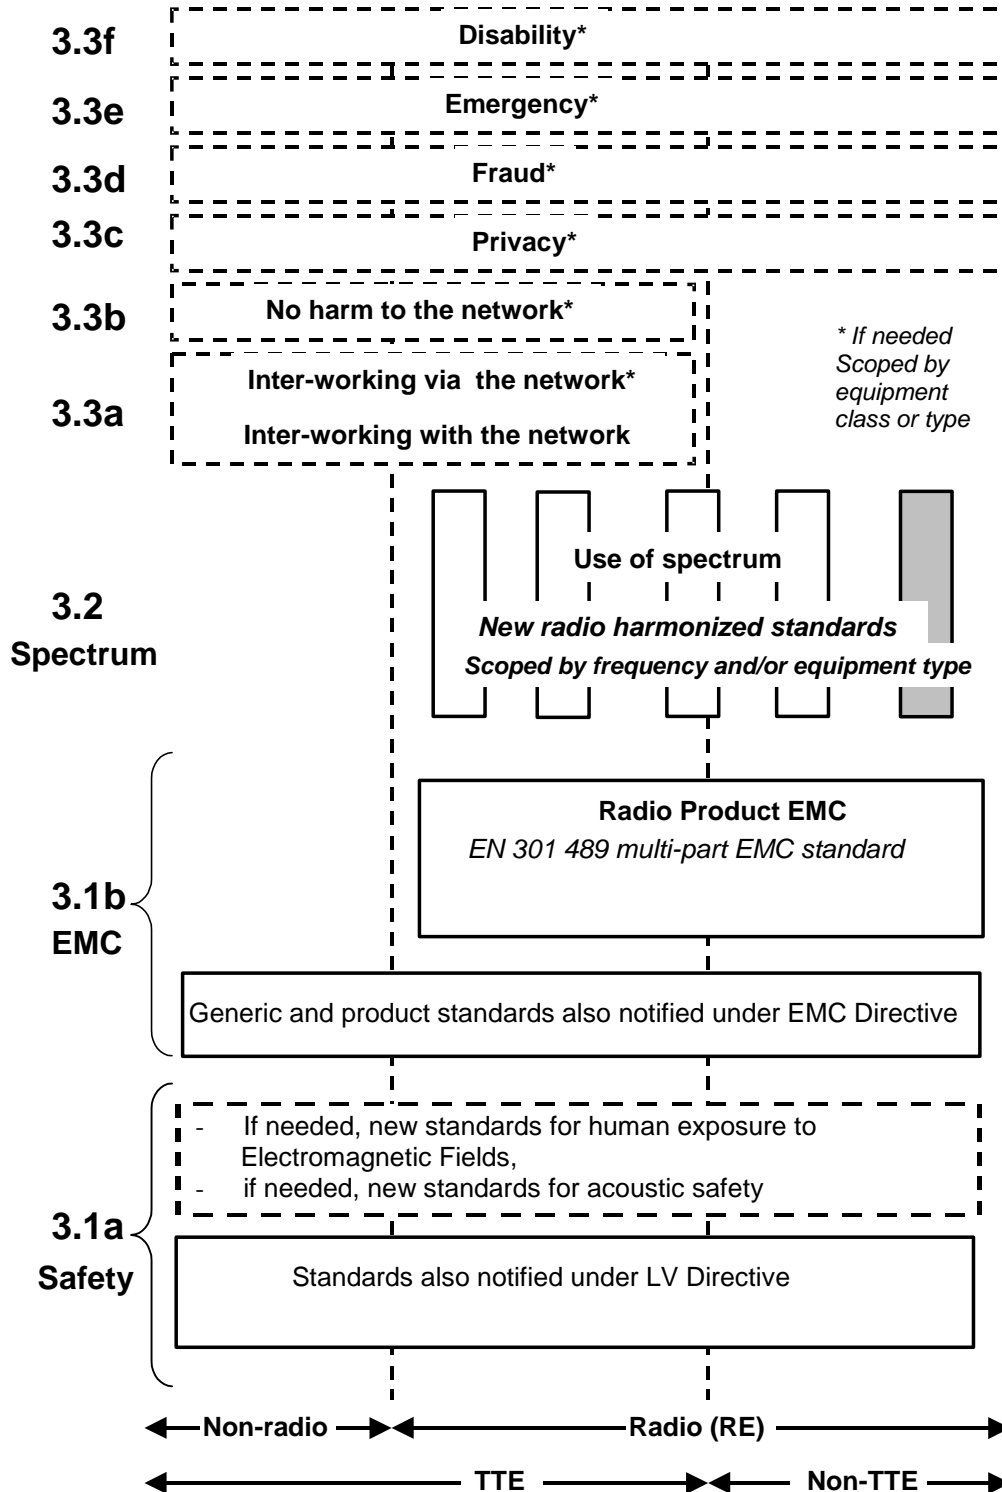 3.3f
Disability*
3.3e
Emergency*
3.3d
Fraud*
3.3c
Privacy*
3.3b
No harm to the network*
* If needed
Scoped by
equipment
class or type
3.3a
Inter-working via the network*
Inter-working with the network
3.2
Spectrum
Use of spectrum
New radio harmonized standards
Scoped by frequency and/or equipment type
3.1b
EMC
Radio Product EMC
EN 301 489 multi-part EMC standard
Generic and product standards also notified under EMC Directive
3.1a
Safety
- If needed, new standards for human exposure to
Electromagnetic Fields,
- if needed, new standards for acoustic safety
Standards also notified under LV Directive
Non-radio
Radio (RE)
TTE
Non-TTE